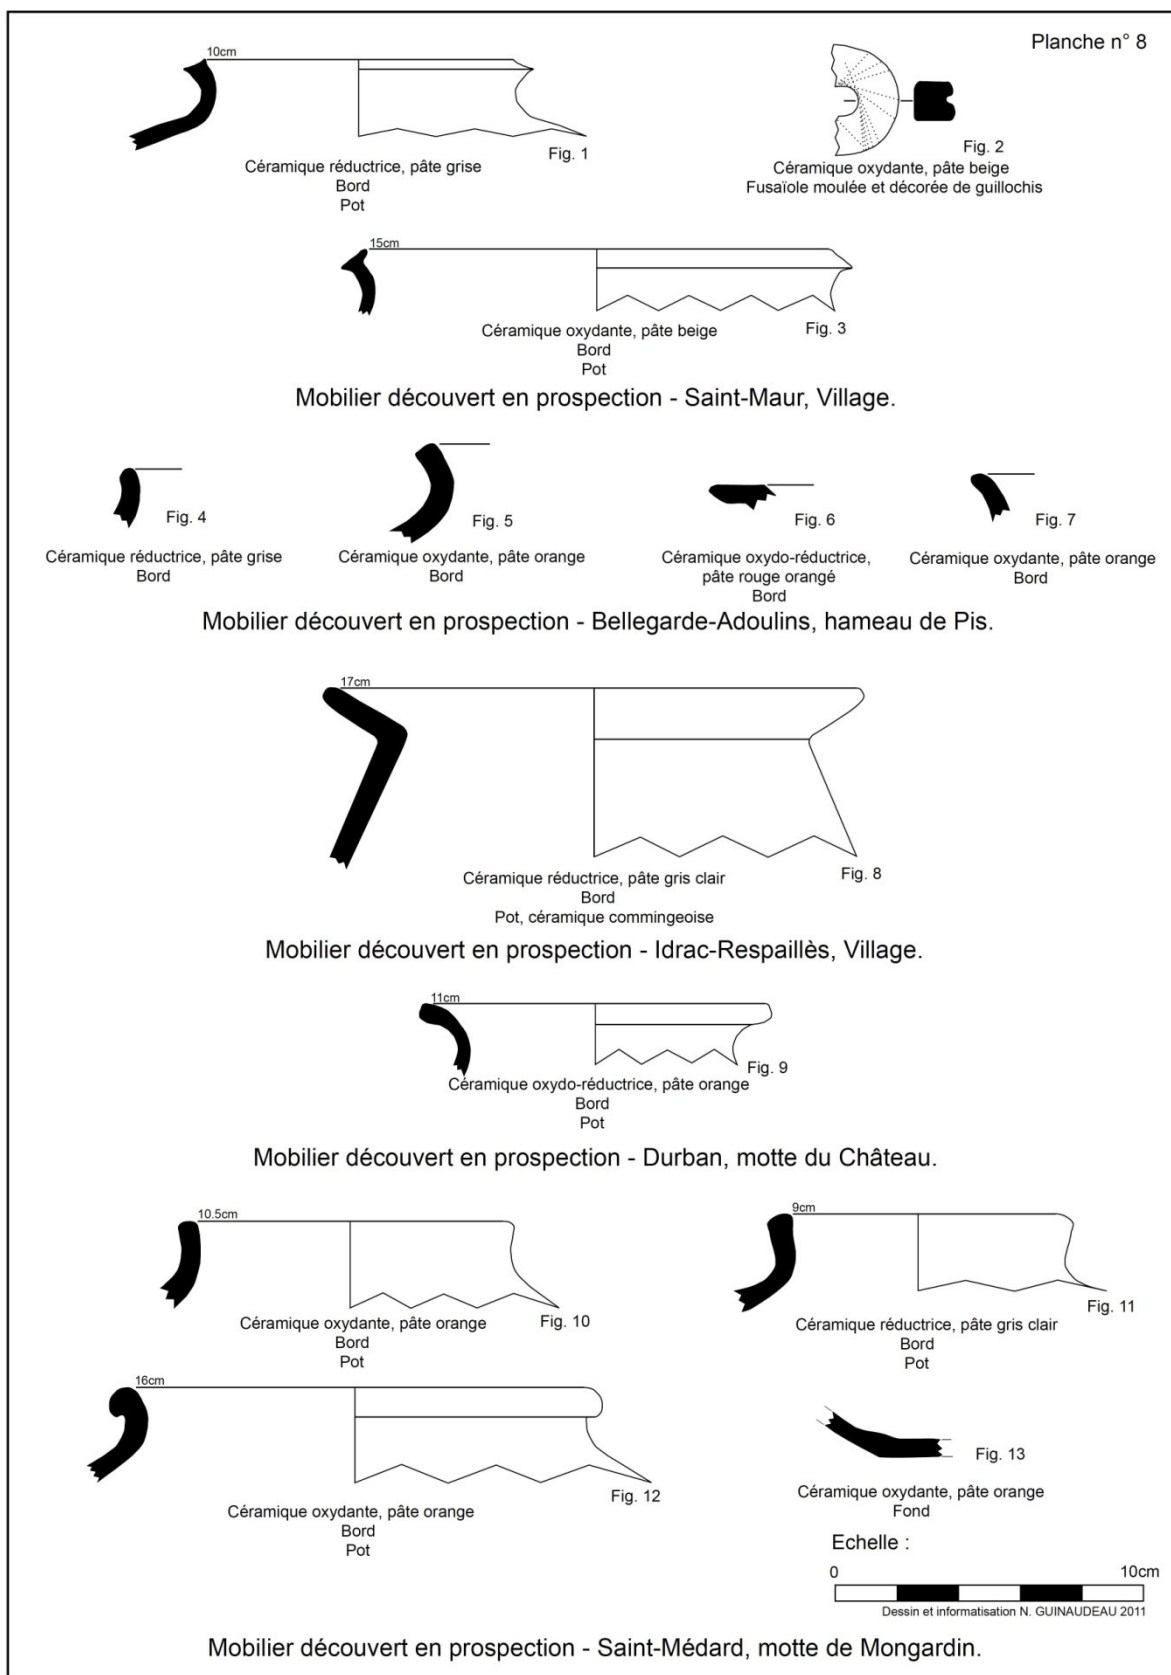 Planche n° 8
10cm
Fig. 1
Céramique réductrice, pâte grise
Bord
Pot
Fig. 2
Céramique oxydante, pâte beige
Fusaïole moulée et décorée de guillochis
15cm
Fig. 3
Céramique oxydante, pâte beige
Bord
Pot
Mobilier découvert en prospection - Saint-Maur, Village.
Fig. 4
Céramique réductrice, pâte grise
Bord
Fig. 5
Céramique oxydante, pâte orange
Bord
Fig. 6
Céramique oxydo-réductrice,
pâte rouge orangé
Bord
Fig. 7
Céramique oxydante, pâte orange
Bord
Mobilier découvert en prospection - Bellegarde-Adoulins, hameau de Pis.
17cm
Fig. 8
Céramique réductrice, pâte gris clair
Bord
Pot, céramique commingeoise
Mobilier découvert en prospection - Idrac-Respaillès, Village.
11cm
Fig. 9
Céramique oxydo-réductrice, pâte orange
Bord
Pot
Mobilier découvert en prospection - Durban, motte du Château.
10.5cm
Fig. 10
Céramique oxydante, pâte orange
Bord
Pot
9cm
Fig. 11
Céramique réductrice, pâte gris clair
Bord
Pot
16cm
Fig. 12
Céramique oxydante, pâte orange
Bord
Pot
Fig. 13
Céramique oxydante, pâte orange
Fond
Echelle :
0 10cm
Dessin et informatisation N. GUINAUDEAU 2011
Mobilier découvert en prospection - Saint-Médard, motte de Mongardin.